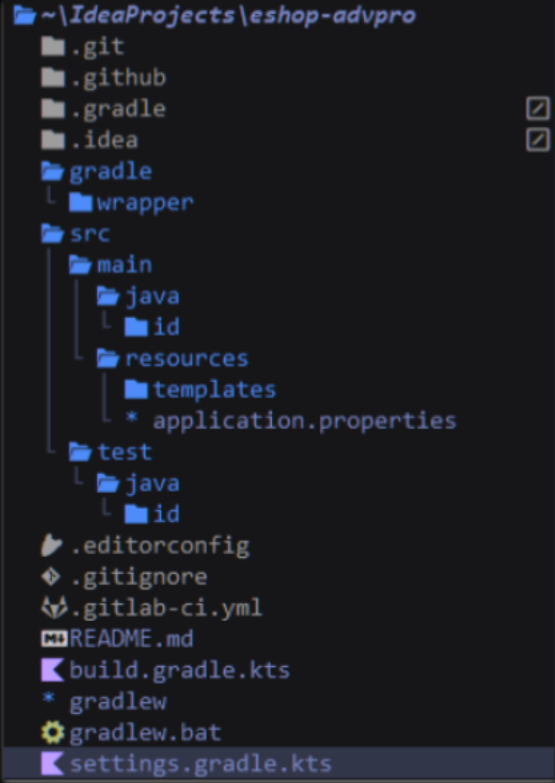 ~\IdeaProjects\eshop-advpro
.git
.github
.gradle
.idea
gradle
wrapper
src
main
java
id
resources
templates
* application.properties
test
java
id
.editorconfig
.gitignore
.gitlab-ci.yml
M↓ README.md
build.gradle.kts
* gradlew
gradlew.bat
settings.gradle.kts